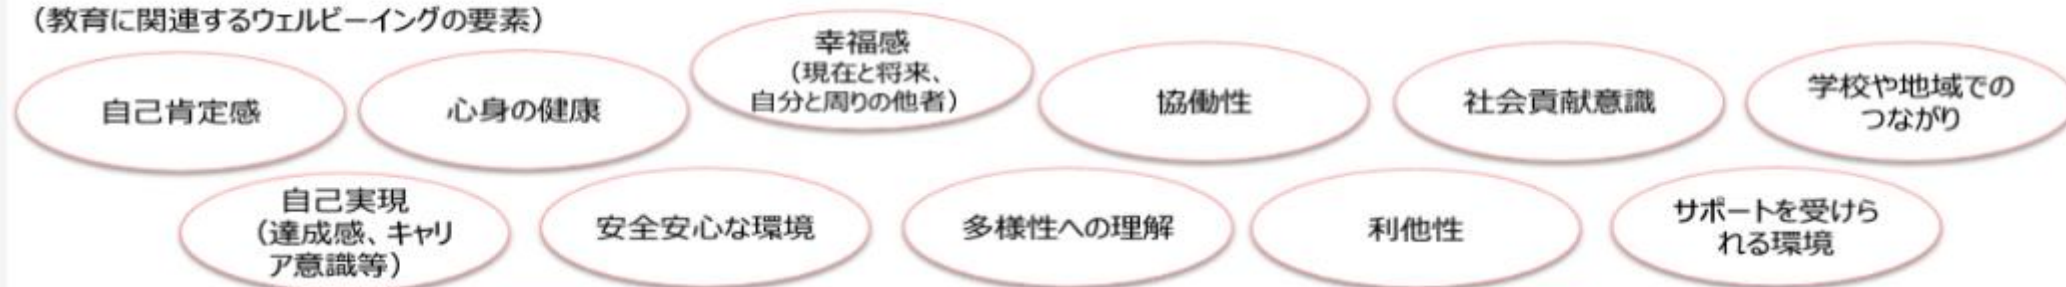 （教育に関連するウェルビーイングの要素）
自己肯定感
心身の健康
幸福感
（現在と将来、
自分と周りの他者）
協働性
社会貢献意識
学校や地域での
つながり
自己実現
（達成感、キャリ
ア意識等）
安全安心な環境
多様性への理解
利他性
サポートを受けら
れる環境